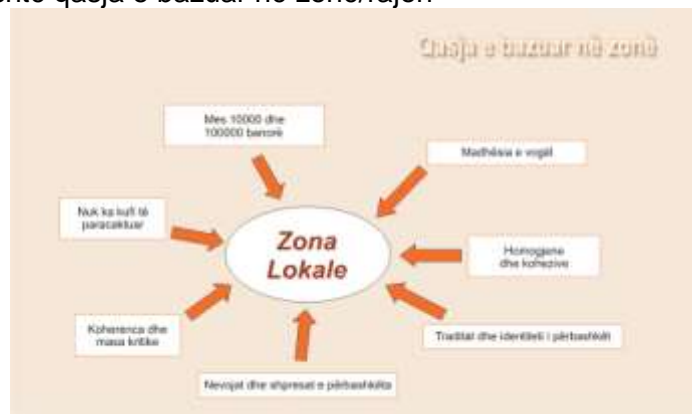 qasja e bazuar në zonë/rajon
Qasja e bazuar në zonë
Mes 10000 dhe
100000 banorë
Madhësia e vogël
Nuk ka kufi të
paracaktuar
Zona
Lokale
Homogjene
dhe kohezive
Koherenca dhe
masa kritike
Traditat dhe identiteti i përbashkët
Nevojat dhe shpresat e përbashkëta